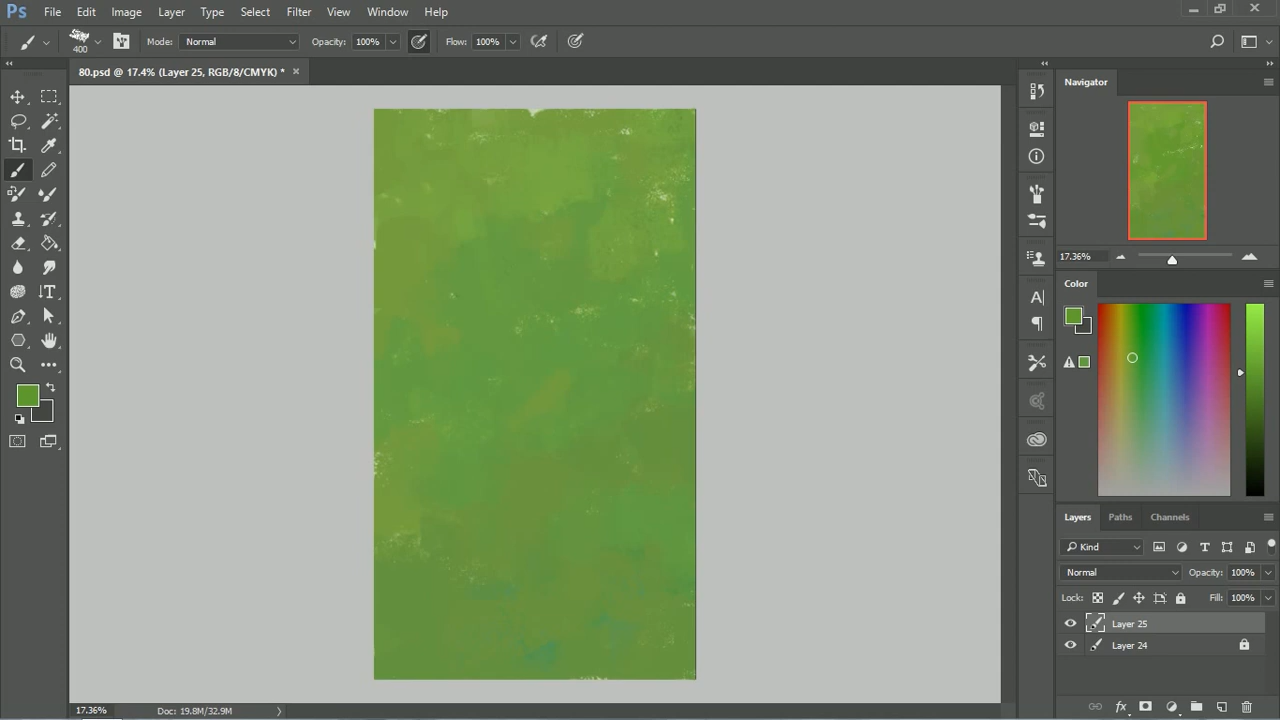 Ps File Edit Image Layer Type Select Filter View Window Help
400 Mode: Normal Opacity: 100% Flow: 100%
80.psd @ 17.4% (Layer 25, RGB/8/CMYK) * ×
Navigator
17.36%
Color
Layers Paths Channels
Kind
Normal Opacity: 100%
Lock: Fill: 100%
Layer 25
Layer 24
fx
17.36% Doc: 19.8M/32.9M